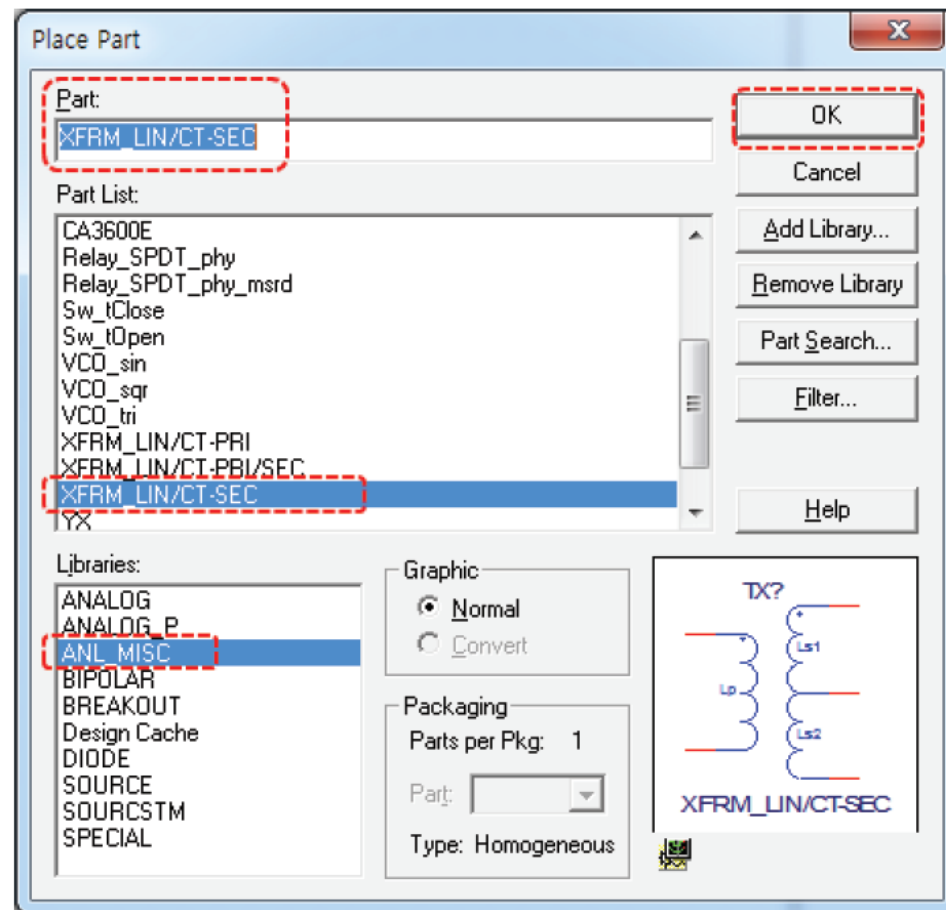 Place Part
Part:
XFRM_LIN/CT-SEC
OK
Cancel
Part List:
CA3600E
Relay_SPDT_phy
Relay_SPDT_phy_msrd
Sw_tClose
Sw_tOpen
VCO_sin
VCO_sqr
VCO_tri
XFRM_LIN/CT-PRI
XFRM_LIN/CT-PRI/SEC
XFRM_LIN/CT-SEC
YX
Add Library...
Remove Library
Part Search...
Filter...
Help
Libraries:
ANALOG
ANALOG_P
ANL_MISC
BIPOLAR
BREAKOUT
Design Cache
DIODE
SOURCE
SOURCSTM
SPECIAL
Graphic
Normal
Convert
Packaging
Parts per Pkg: 1
Part:
Type: Homogeneous
TX?
Ls1
Lp
Ls2
XFRM_LIN/CT-SEC